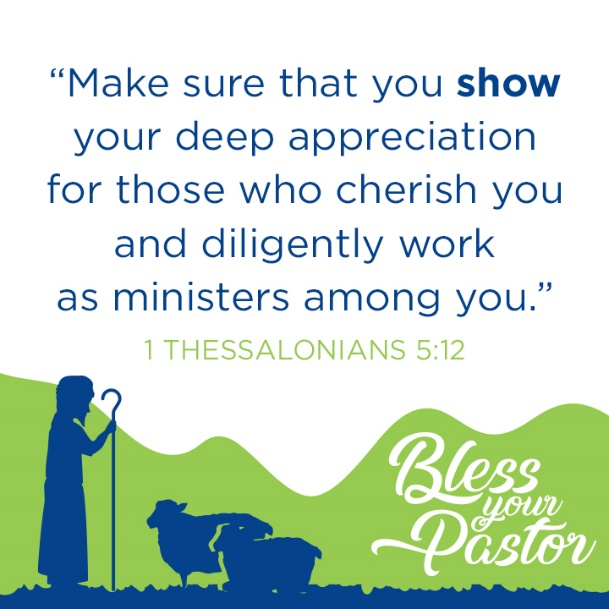 “Make sure that you show
your deep appreciation
for those who cherish you
and diligently work
as ministers among you.”
1 THESSALONIANS 5:12
Bless
your
Pastor